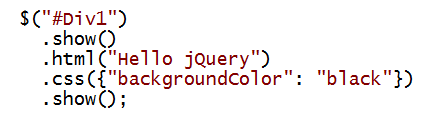 $("#Div1")
  .show()
  .html("Hello jQuery")
  .css({"backgroundColor": "black"})
  .show();